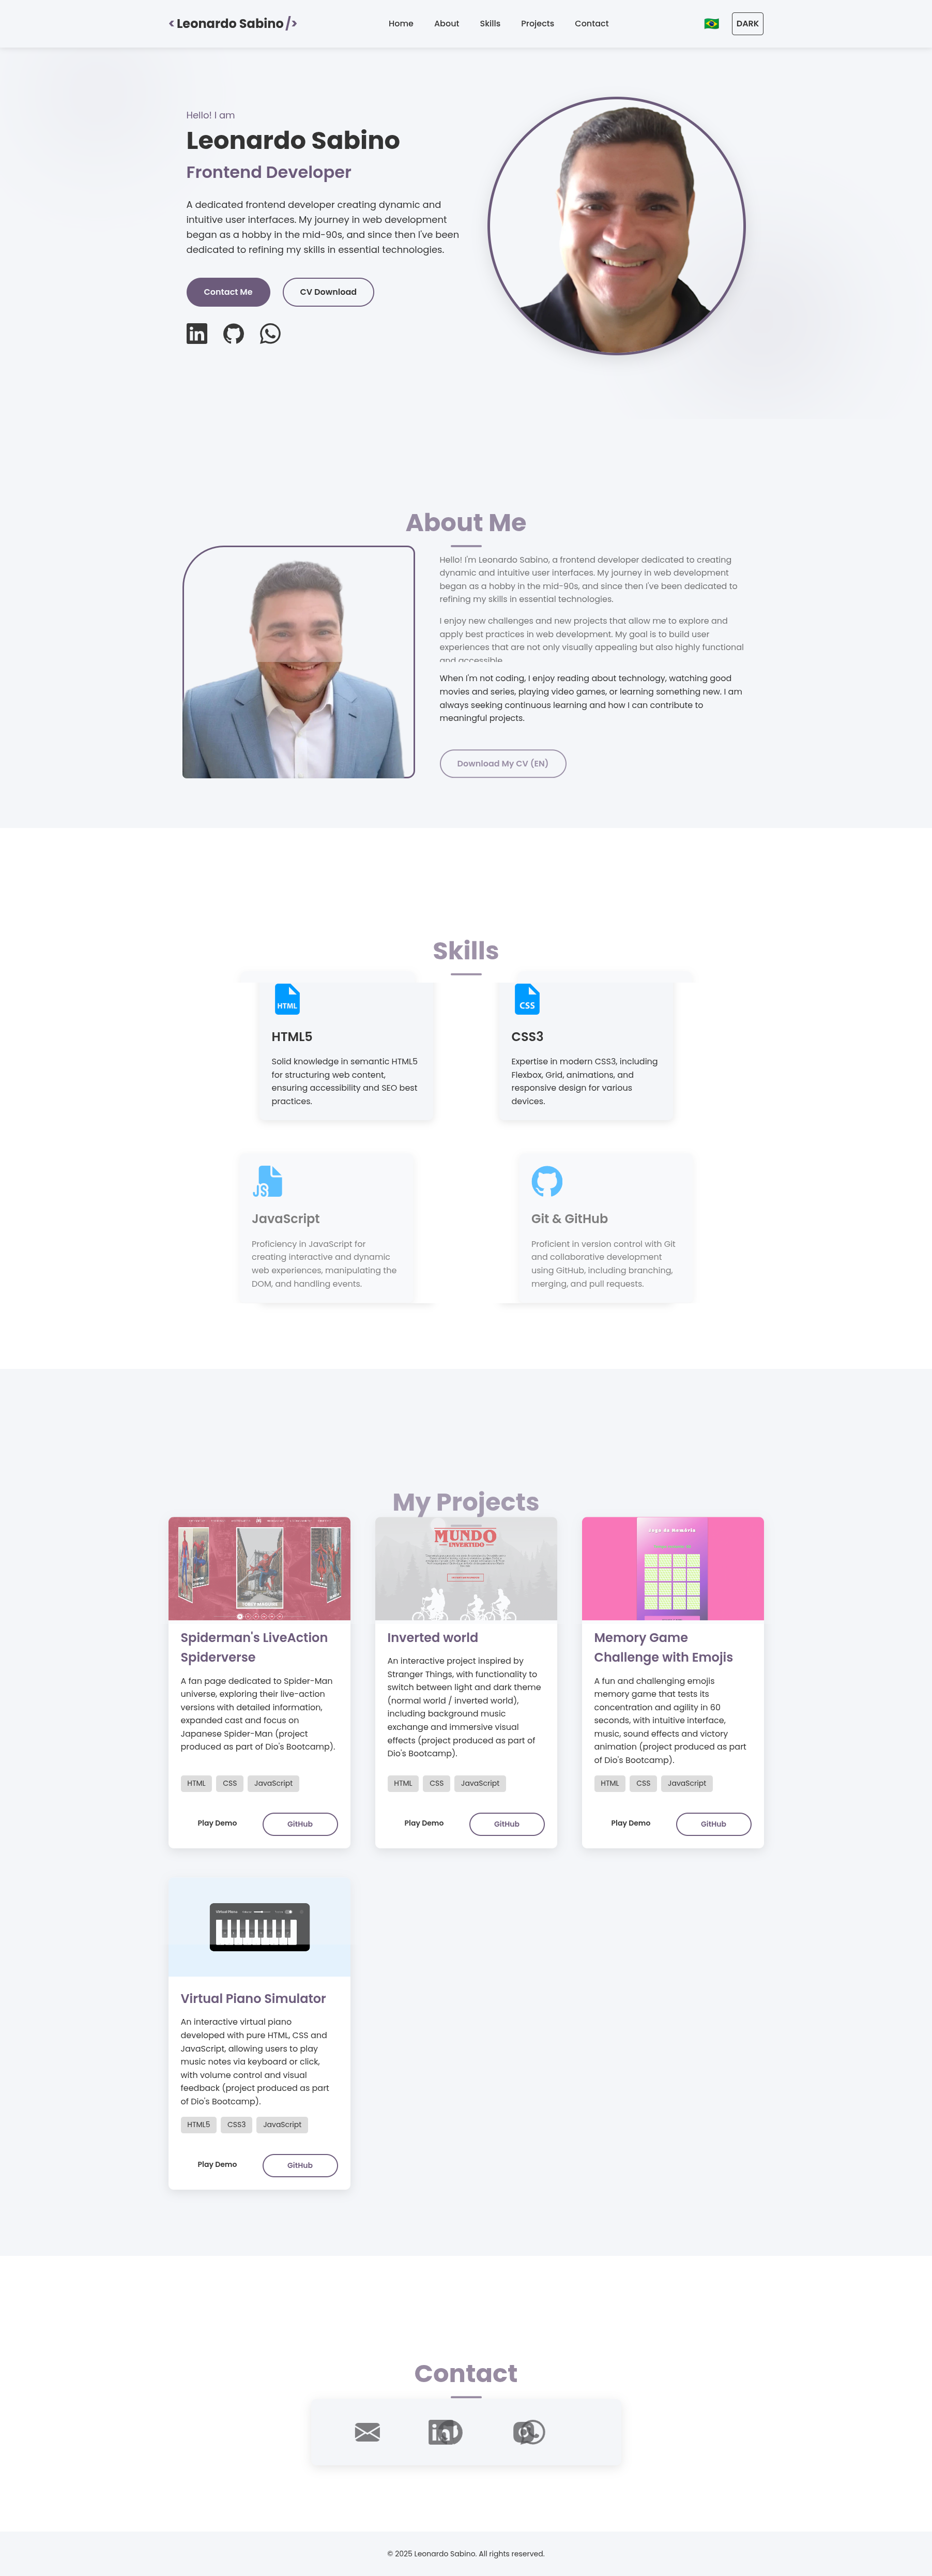 < Leonardo Sabino />
Home
About
Skills
Projects
Contact
DARK
Hello! I am
Leonardo Sabino
Frontend Developer
A dedicated frontend developer creating dynamic and
intuitive user interfaces. My journey in web development
began as a hobby in the mid-90s, and since then I've been
dedicated to refining my skills in essential technologies.
Contact Me
CV Download
About Me
Hello! I'm Leonardo Sabino, a frontend developer dedicated to creating
dynamic and intuitive user interfaces. My journey in web development
began as a hobby in the mid-90s, and since then I've been dedicated to
refining my skills in essential technologies.
I enjoy new challenges and new projects that allow me to explore and
apply best practices in web development. My goal is to build user
experiences that are not only visually appealing but also highly functional
and accessible
When I'm not coding, I enjoy reading about technology, watching good
movies and series, playing video games, or learning something new. I am
always seeking continuous learning and how I can contribute to
meaningful projects.
Download My CV (EN)
Skills
HTML
HTML5
Solid knowledge in semantic HTML5
for structuring web content,
ensuring accessibility and SEO best
practices.
CSS
CSS3
Expertise in modern CSS3, including
Flexbox, Grid, animations, and
responsive design for various
devices.
JS
JavaScript
Proficiency in JavaScript for
creating interactive and dynamic
web experiences, manipulating the
DOM, and handling events.
Git & GitHub
Proficient in version control with Git
and collaborative development
using GitHub, including branching,
merging, and pull requests.
My Projects
Spiderman's LiveAction
Spiderverse
A fan page dedicated to Spider-Man
universe, exploring their live-action
versions with detailed information,
expanded cast and focus on
Japanese Spider-Man (project
produced as part of Dio's Bootcamp).
HTML
CSS
JavaScript
Play Demo
GitHub
MUNDO
INVERTIDO
Inverted world
An interactive project inspired by
Stranger Things, with functionality to
switch between light and dark theme
(normal world / inverted world),
including background music
exchange and immersive visual
effects (project produced as part of
Dio's Bootcamp).
HTML
CSS
JavaScript
Play Demo
GitHub
Jogo da Memória
Memory Game
Challenge with Emojis
A fun and challenging emojis
memory game that tests its
concentration and agility in 60
seconds, with intuitive interface,
music, sound effects and victory
animation (project produced as part
of Dio's Bootcamp).
HTML
CSS
JavaScript
Play Demo
GitHub
Virtual Piano Simulator
An interactive virtual piano
developed with pure HTML, CSS and
JavaScript, allowing users to play
music notes via keyboard or click,
with volume control and visual
feedback (project produced as part
of Dio's Bootcamp).
HTML5
CSS3
JavaScript
Play Demo
GitHub
Contact
© 2025 Leonardo Sabino. All rights reserved.